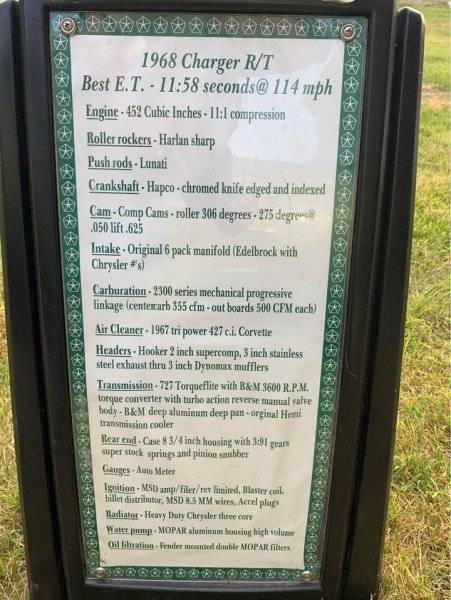 1968 Charger R/T
Best E.T. - 11:58 seconds@ 114 mph
Engine - 452 Cubic Inches - 11:1 compression
Roller rockers - Harlan sharp
Push rods - Lunati
Crankshaft - Hapco - chromed knife edged and indexed
Cam - Comp Cams - roller 306 degrees - 275 degrees@
.050 lift .625
Intake - Original 6 pack manifold (Edelbrock with
Chrysler #'s)
Carburation - 2300 series mechanical progressive
linkage (centercarb 355 cfm - out boards 500 CFM each)
Air Cleaner - 1967 tri power 427 c.i. Corvette
Headers - Hooker 2 inch supercomp, 3 inch stainless
steel exhaust thru 3 inch Dynomax mufflers
Transmission - 727 Torqueflite with B&M 3600 R.P.M.
torque converter with turbo action reverse manual valve
body - B&M deep aluminum deep pan - orginal Hemi
transmission cooler
Rear end - Case 8 3/4 inch housing with 3:91 gears
super stock springs and pinion snubber
Gauges - Auto Meter
Ignition - MSD amp/filer/rev limited, Blaster coil,
billet distributor, MSD 8.5 MM wires, Accel plugs
Radiator - Heavy Duty Chrysler three core
Water pump - MOPAR aluminum housing high volume
Oil filtration - Fender mounted double MOPAR filters